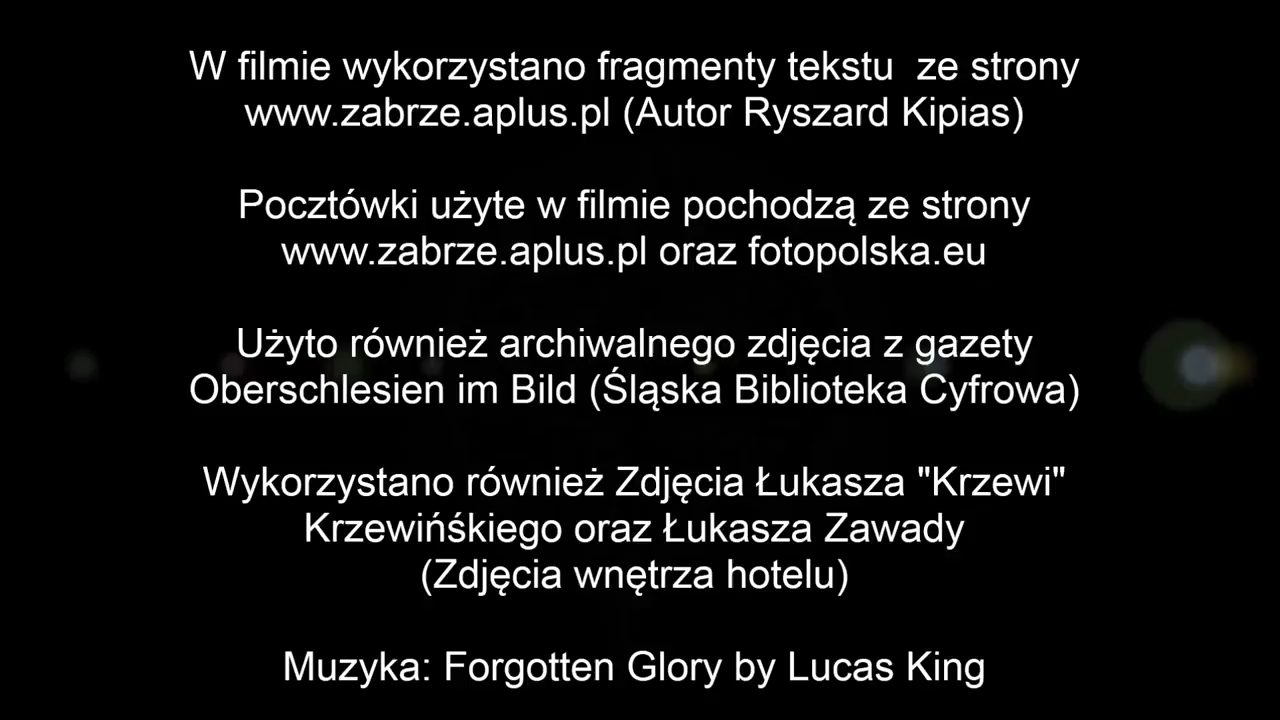 W filmie wykorzystano fragmenty tekstu  ze strony
www.zabrze.aplus.pl (Autor Ryszard Kipias)
Pocztówki użyte w filmie pochodzą ze strony
www.zabrze.aplus.pl oraz fotopolska.eu
Użyto również archiwalnego zdjęcia z gazety
Oberschlesien im Bild (Śląska Biblioteka Cyfrowa)
Wykorzystano również Zdjęcia Łukasza "Krzewi"
Krzewińśkiego oraz Łukasza Zawady
(Zdjęcia wnętrza hotelu)
Muzyka: Forgotten Glory by Lucas King